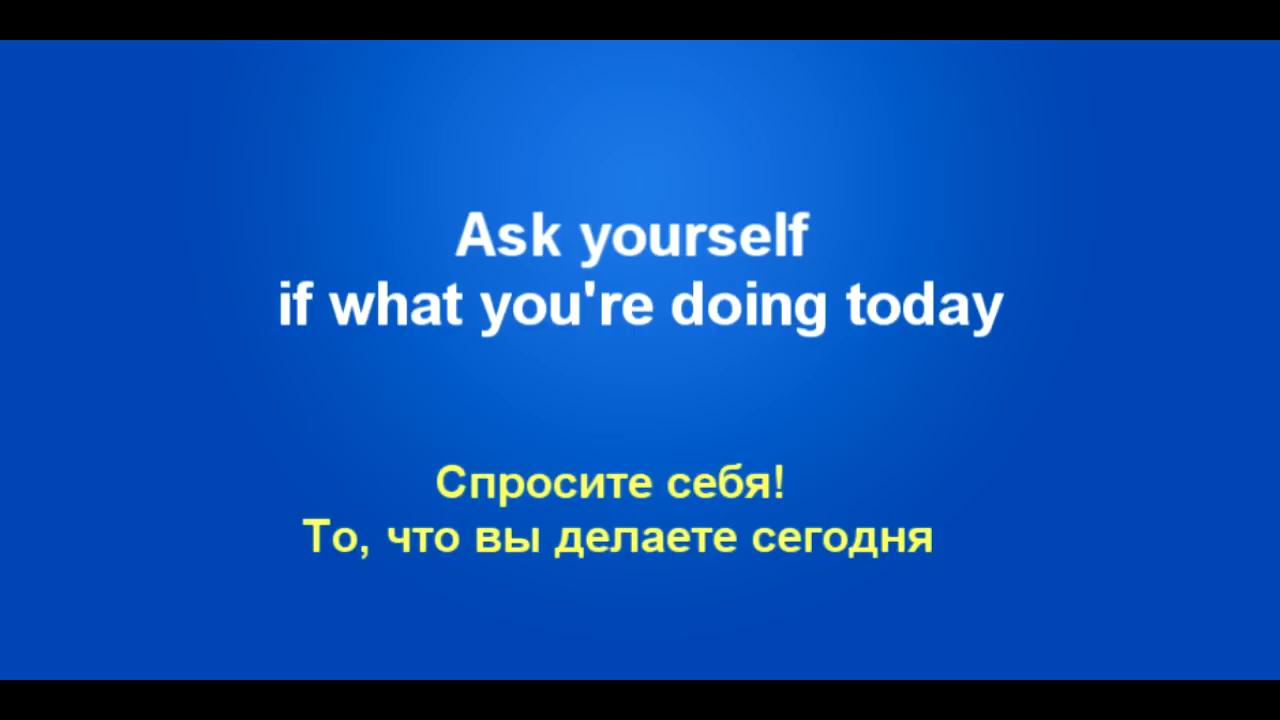 Ask yourself
if what you're doing today
Спросите себя!
То, что вы делаете сегодня